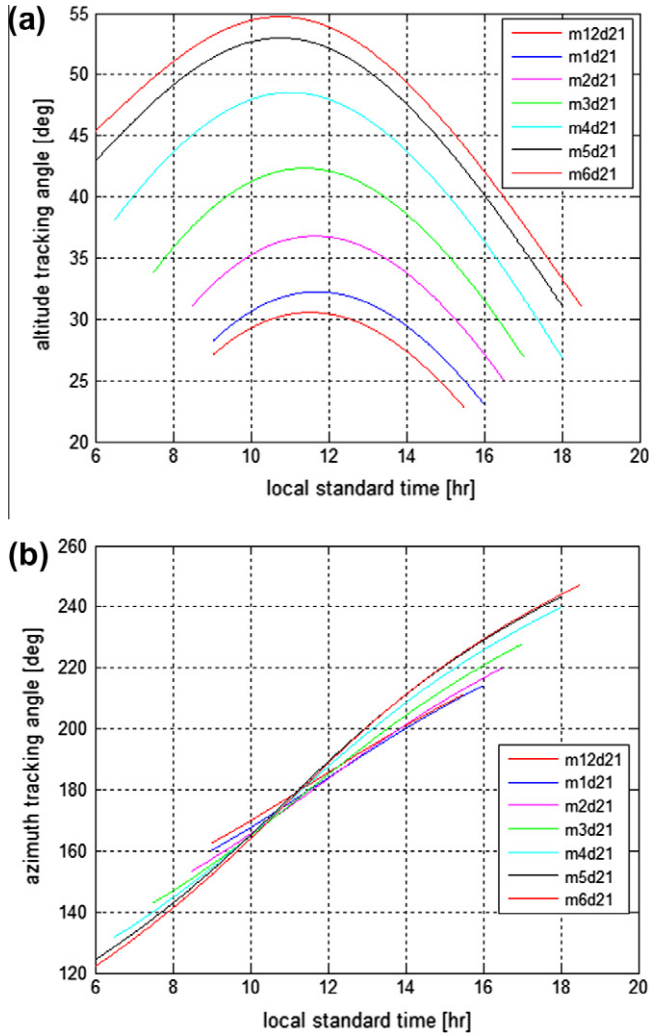 (a)
altitude tracking angle [deg]
55
50
45
40
35
30
25
20
m12d21
m1d21
m2d21
m3d21
m4d21
m5d21
m6d21
6 8 10 12 14 16 18 20
local standard time [hr]
(b)
azimuth tracking angle [deg]
260
240
220
200
180
160
140
120
m12d21
m1d21
m2d21
m3d21
m4d21
m5d21
m6d21
6 8 10 12 14 16 18 20
local standard time [hr]